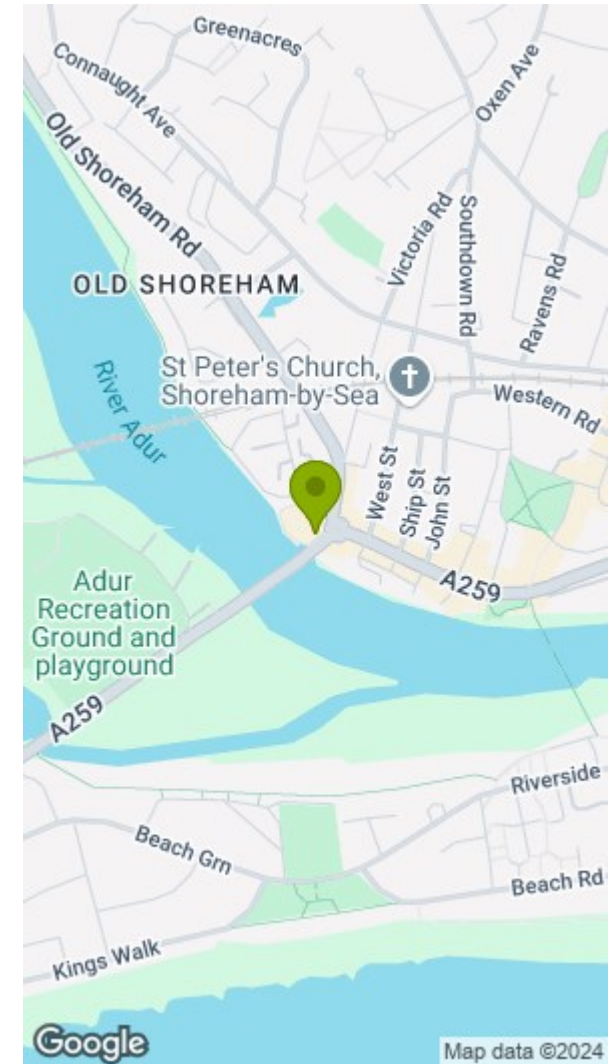 Greenacres
Connaught Ave
Oxen Ave
Old Shoreham Rd
Victoria Rd
Southdown Rd
Ravens Rd
OLD SHOREHAM
St Peter's Church,
Shoreham-by-Sea
River Adur
Western Rd
West St
Ship St
John St
A259
Adur
Recreation
Ground and
playground
A259
Riverside
Beach Grn
Beach Rd
Kings Walk
Google
Map data ©2024